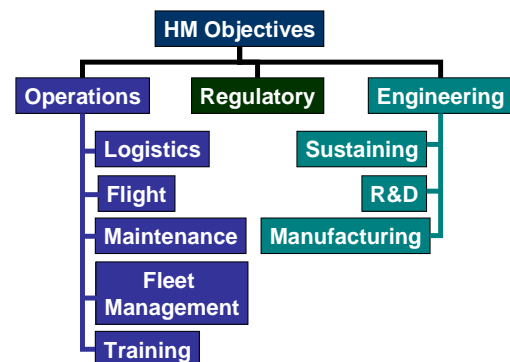 HM Objectives
Operations
Regulatory
Engineering
Logistics
Flight
Maintenance
Fleet
Management
Training
Sustaining
R&D
Manufacturing